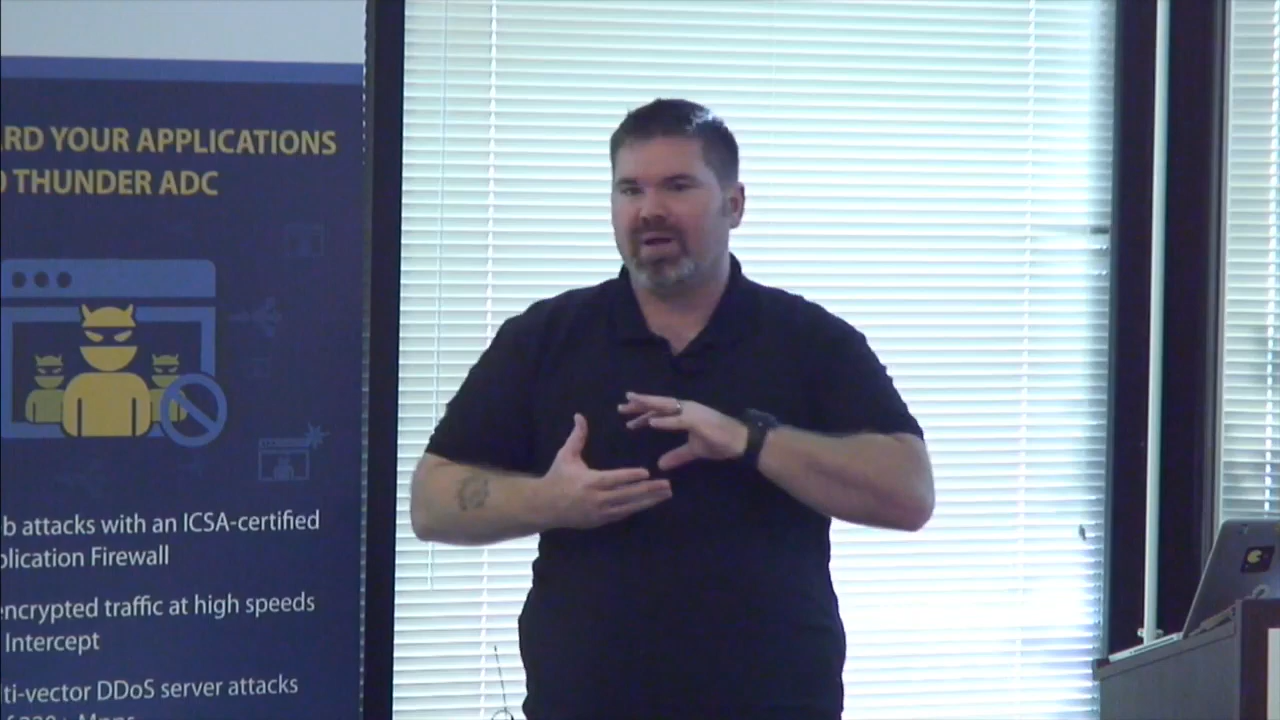 RD YOUR APPLICATIONS
THUNDER ADC
b attacks with an ICSA-certified
plication Firewall
encrypted traffic at high speeds
Intercept
ti-vector DDoS server attacks